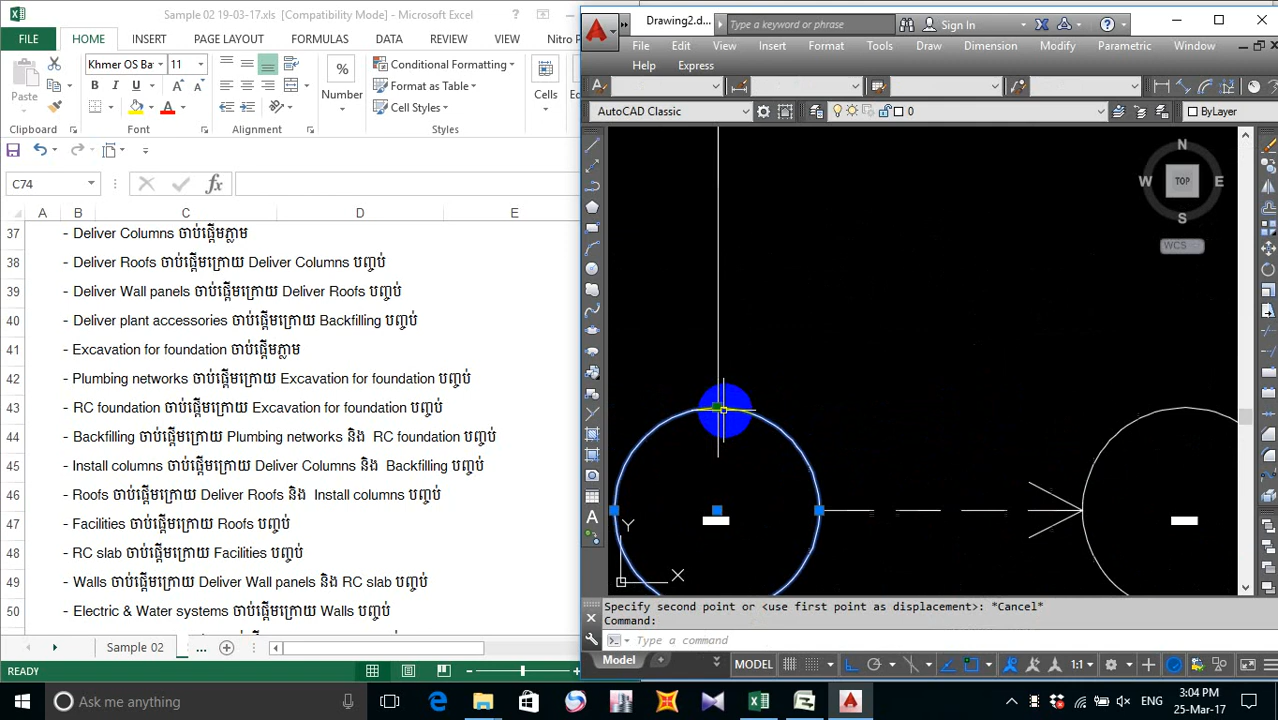 Sample 02 19-03-17.xls [Compatibility Mode] - Microsoft Excel
FILE HOME INSERT PAGE LAYOUT FORMULAS DATA REVIEW VIEW Nitro
Khmer OS Ba 11
Conditional Formatting
Format as Table
Cell Styles
Paste
Number
Cells
Clipboard Font Alignment Styles
C74
A B C D E
37 - Deliver Columns ចាប់ផ្តើមភ្លាម
38 - Deliver Roofs ចាប់ផ្តើមក្រោយ Deliver Columns បញ្ចប់
39 - Deliver Wall panels ចាប់ផ្តើមក្រោយ Deliver Roofs បញ្ចប់
40 - Deliver plant accessories ចាប់ផ្តើមក្រោយ Backfilling បញ្ចប់
41 - Excavation for foundation ចាប់ផ្តើមភ្លាម
42 - Plumbing networks ចាប់ផ្តើមក្រោយ Excavation for foundation បញ្ចប់
43 - RC foundation ចាប់ផ្តើមក្រោយ Excavation for foundation បញ្ចប់
44 - Backfilling ចាប់ផ្តើមក្រោយ Plumbing networks និង RC foundation បញ្ចប់
45 - Install columns ចាប់ផ្តើមក្រោយ Deliver Columns និង Backfilling បញ្ចប់
46 - Roofs ចាប់ផ្តើមក្រោយ Deliver Roofs និង Install columns បញ្ចប់
47 - Facilities ចាប់ផ្តើមក្រោយ Roofs បញ្ចប់
48 - RC slab ចាប់ផ្តើមក្រោយ Facilities បញ្ចប់
49 - Walls ចាប់ផ្តើមក្រោយ Deliver Wall panels និង RC slab បញ្ចប់
50 - Electric & Water systems ចាប់ផ្តើមក្រោយ Walls បញ្ចប់
Sample 02 ...
READY
Drawing2.d... Type a keyword or phrase Sign In
File Edit View Insert Format Tools Draw Dimension Modify Parametric Window
Help Express
AutoCAD Classic 0 ByLayer
N
W TOP E
S
WCS
Y
X
Specify second point or <use first point as displacement>: *Cancel*
Command:
Type a command
Model MODEL 1:1
Ask me anything
ENG 3:04 PM
25-Mar-17